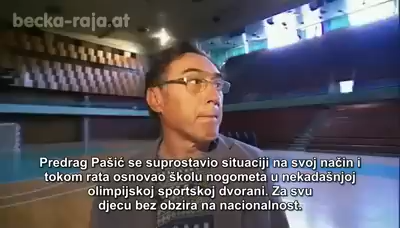 becka-raja.at
Predrag Pašić se suprostavio situaciji na svoj način i
tokom rata osnovao školu nogometa u nekadašnjoj
olimpijskoj sportskoj dvorani. Za svu
djecu bez obzira na nacionalnost.